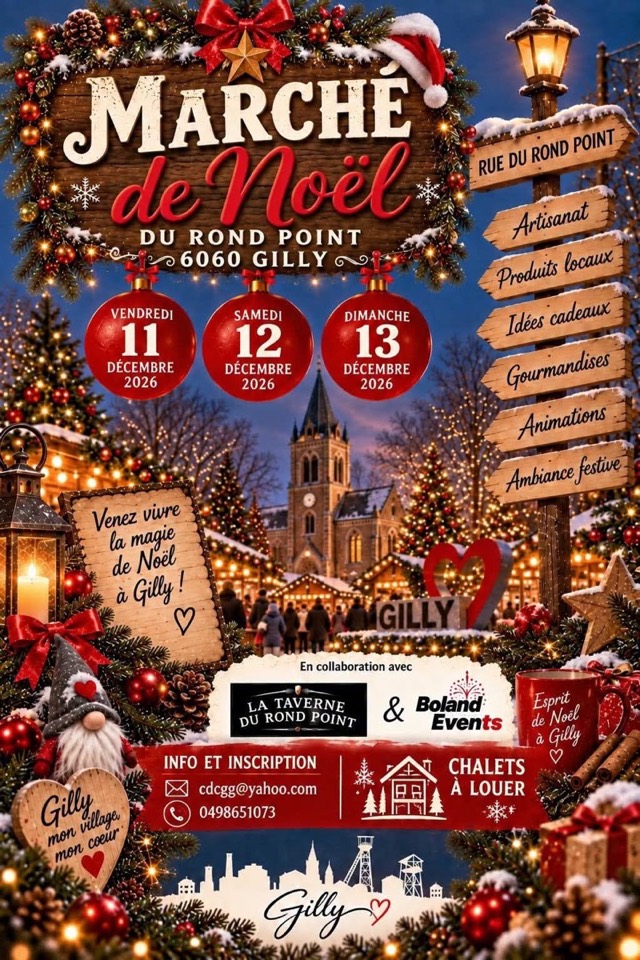 MARCHÉ
de Noël
DU ROND POINT
6060 GILLY
VENDREDI
11
DÉCEMBRE
2026
SAMEDI
12
DÉCEMBRE
2026
DIMANCHE
13
DÉCEMBRE
2026
RUE DU ROND POINT
Artisanat
Produits locaux
Idées cadeaux
Gourmandises
Animations
Ambiance festive
Venez vivre
la magie
de Noël
à Gilly !
GILLY
En collaboration avec
LA TAVERNE
DU ROND POINT
&
Boland
Events
Esprit
de Noël
à Gilly
INFO ET INSCRIPTION
cdcgg@yahoo.com
0498651073
CHALETS
À LOUER
Gilly
mon village,
mon coeur
Gilly